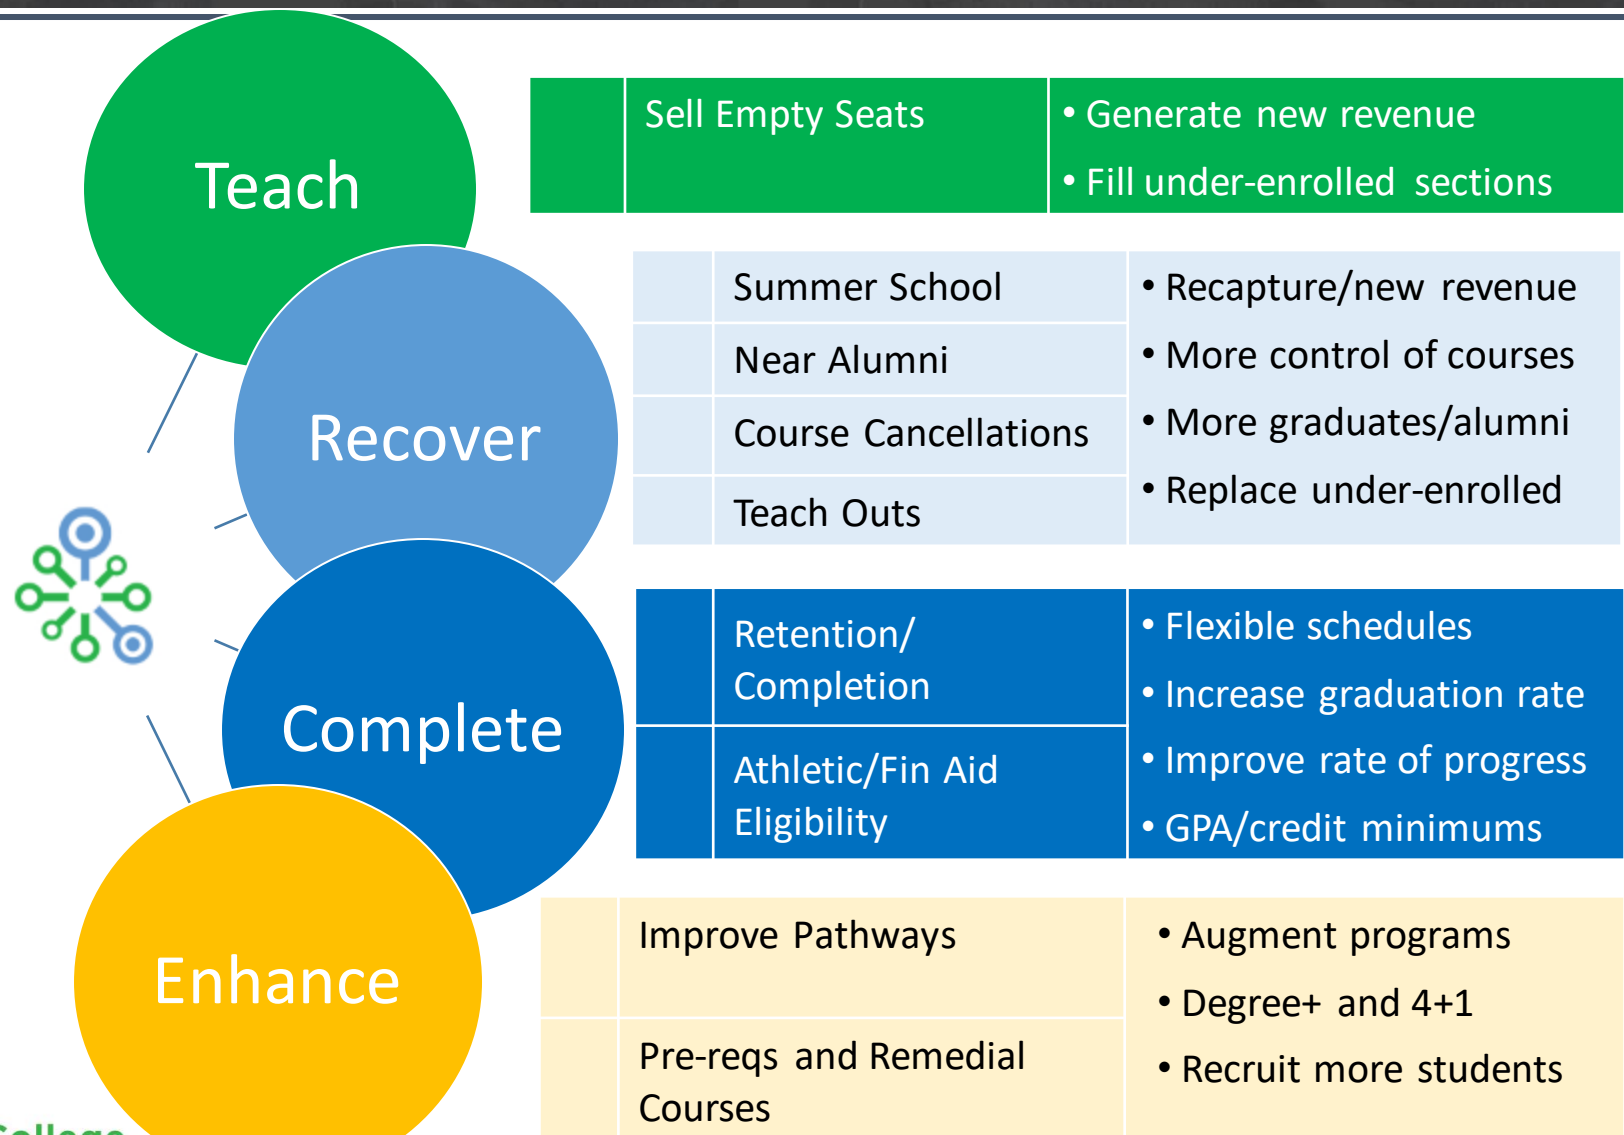 Teach
Sell Empty Seats
• Generate new revenue
• Fill under-enrolled sections
Recover
Summer School
Near Alumni
Course Cancellations
Teach Outs
• Recapture/new revenue
• More control of courses
• More graduates/alumni
• Replace under-enrolled
Complete
Retention/
Completion
Athletic/Fin Aid
Eligibility
• Flexible schedules
• Increase graduation rate
• Improve rate of progress
• GPA/credit minimums
Enhance
Improve Pathways
Pre-reqs and Remedial
Courses
• Augment programs
• Degree+ and 4+1
• Recruit more students